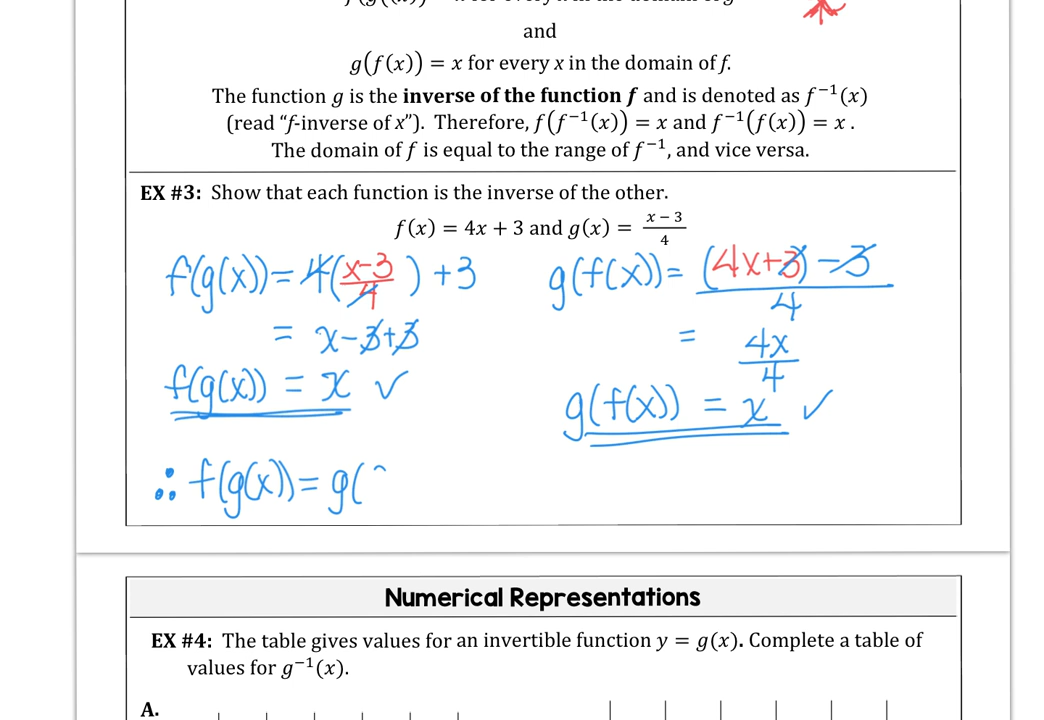 and
g(f(x)) = x for every x in the domain of f.
The function g is the inverse of the function f and is denoted as f⁻¹(x)
(read "f-inverse of x"). Therefore, f(f⁻¹(x)) = x and f⁻¹(f(x)) = x .
The domain of f is equal to the range of f⁻¹, and vice versa.
EX #3: Show that each function is the inverse of the other.
f(x) = 4x + 3 and g(x) = (x − 3)/4
f(g(x)) = 4((x-3)/4) + 3
= x-3+3
f(g(x)) = x ✓
g(f(x)) = ((4x+3) - 3)/4
= 4x/4
g(f(x)) = x ✓
∴ f(g(x)) = g(
Numerical Representations
EX #4: The table gives values for an invertible function y = g(x). Complete a table of
values for g⁻¹(x).
A.